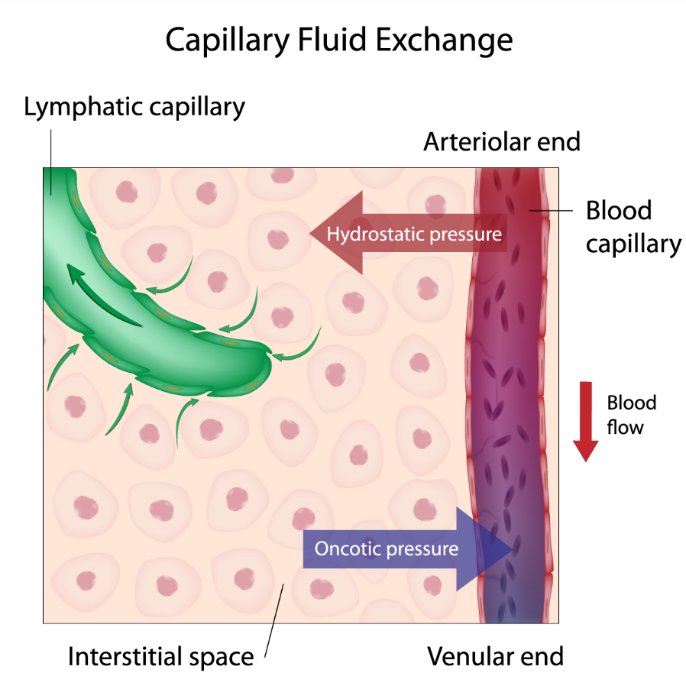 Capillary Fluid Exchange
Lymphatic capillary
Arteriolar end
Blood
capillary
Hydrostatic pressure
Blood
flow
Oncotic pressure
Interstitial space
Venular end